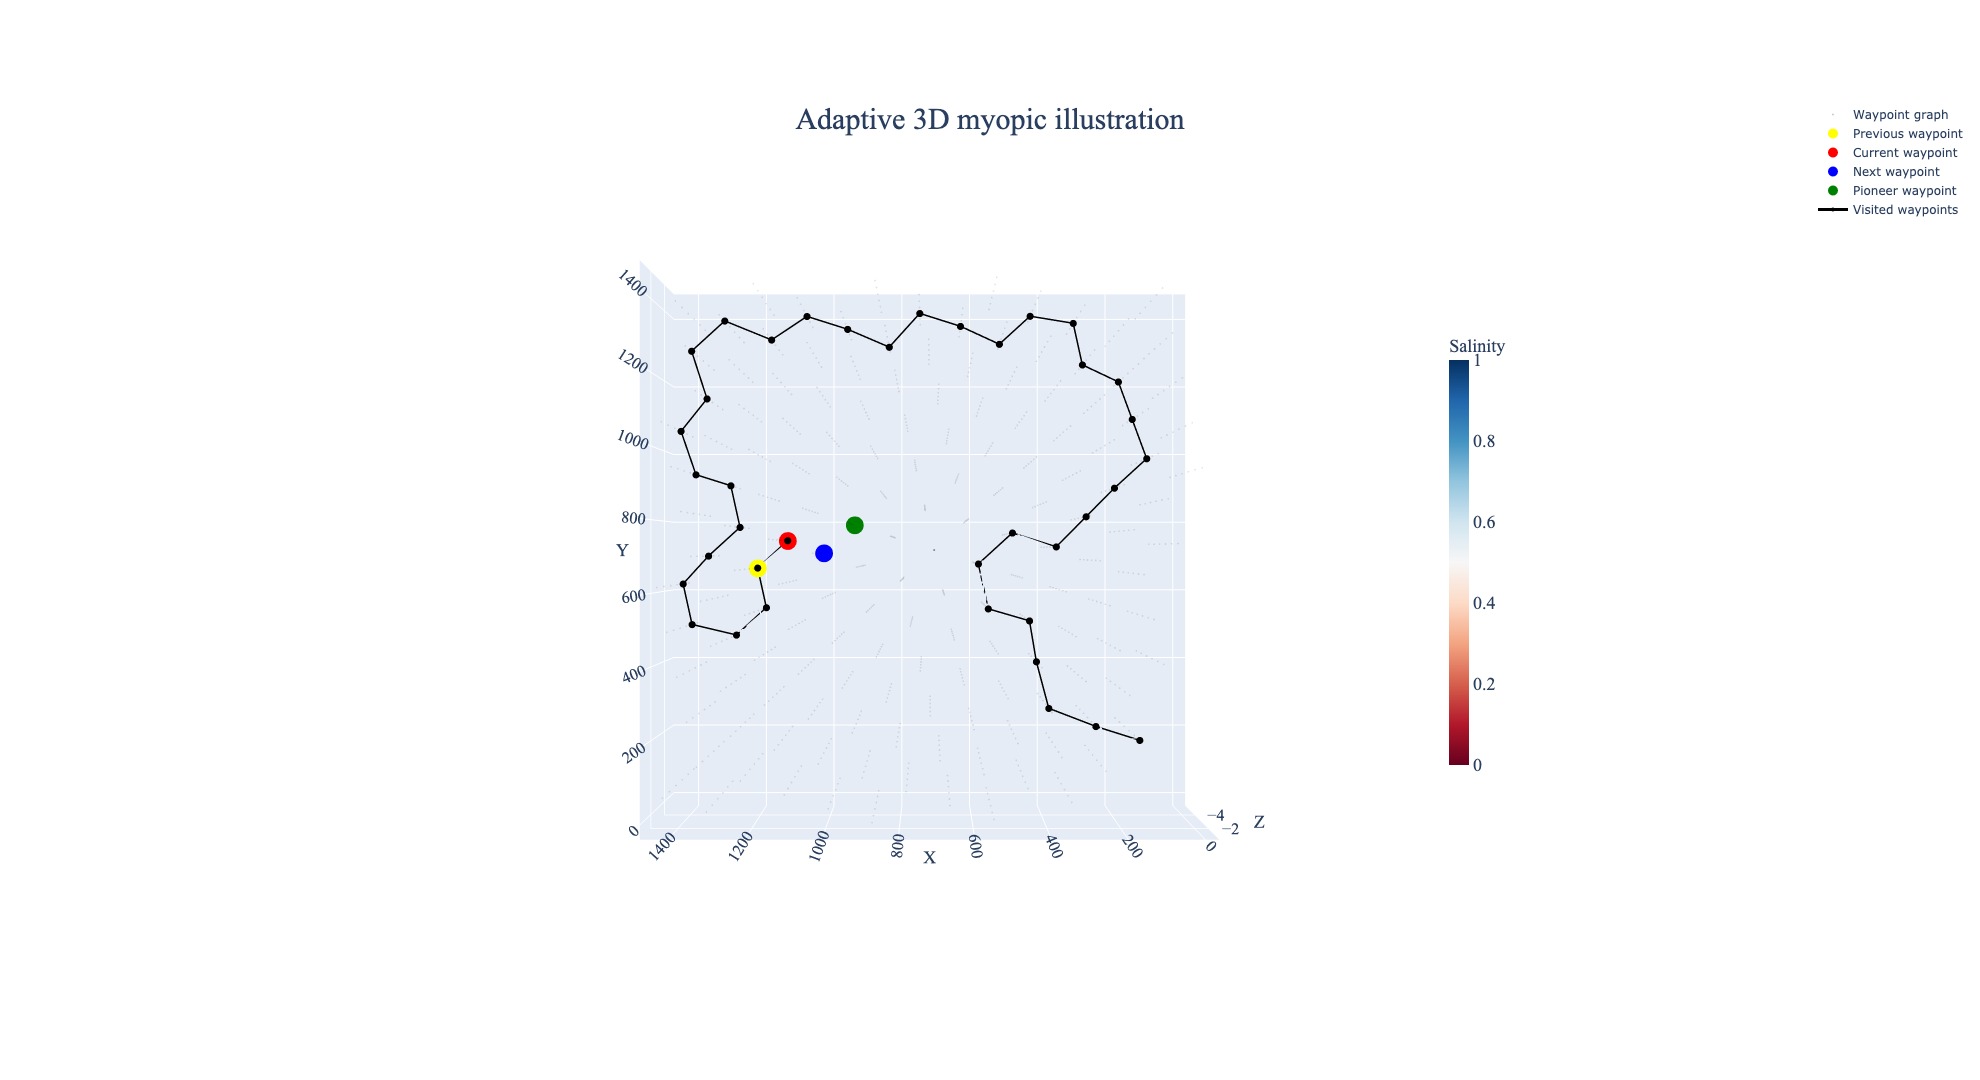 Adaptive 3D myopic illustration
Waypoint graph
Previous waypoint
Current waypoint
Next waypoint
Pioneer waypoint
Visited waypoints
1400
1200
1000
800
Y
600
400
200
0
1400
1200
1000
800
600
400
200
0
X
−4
−2
Z
Salinity
1
0.8
0.6
0.4
0.2
0